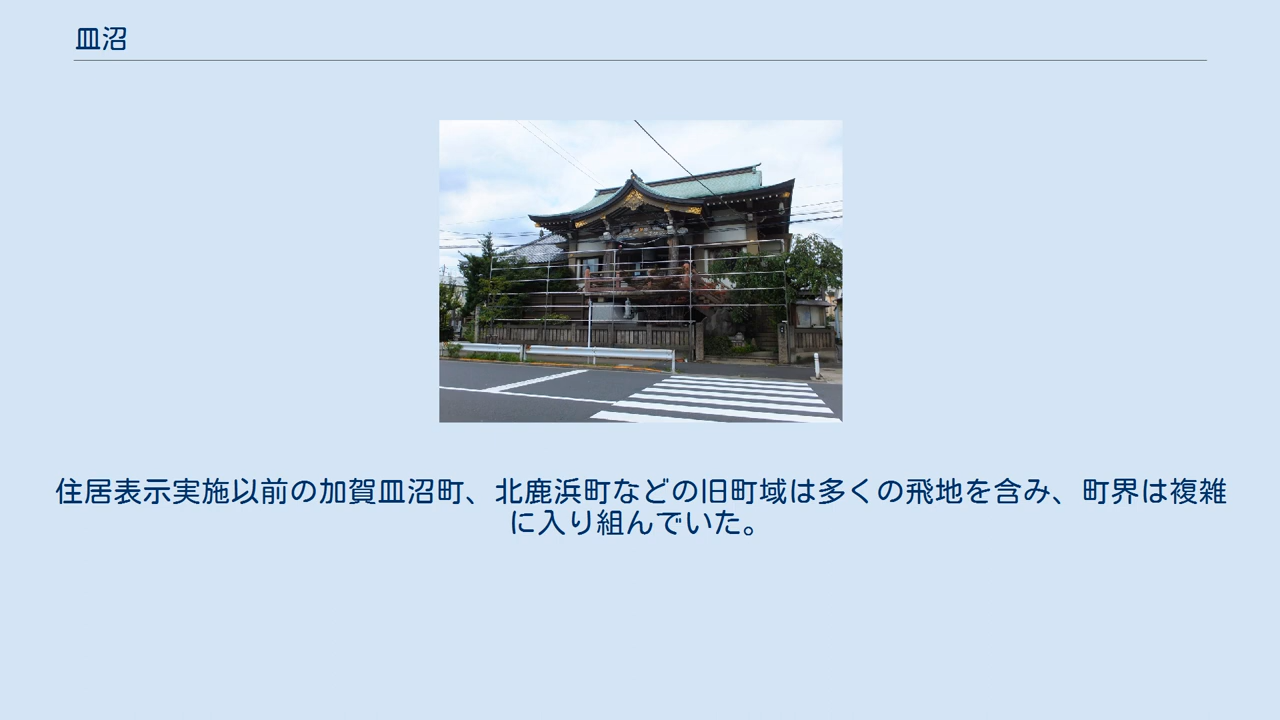 皿沼
住居表示実施以前の加賀皿沼町、北鹿浜町などの旧町域は多くの飛地を含み、町界は複雑
に入り組んでいた。